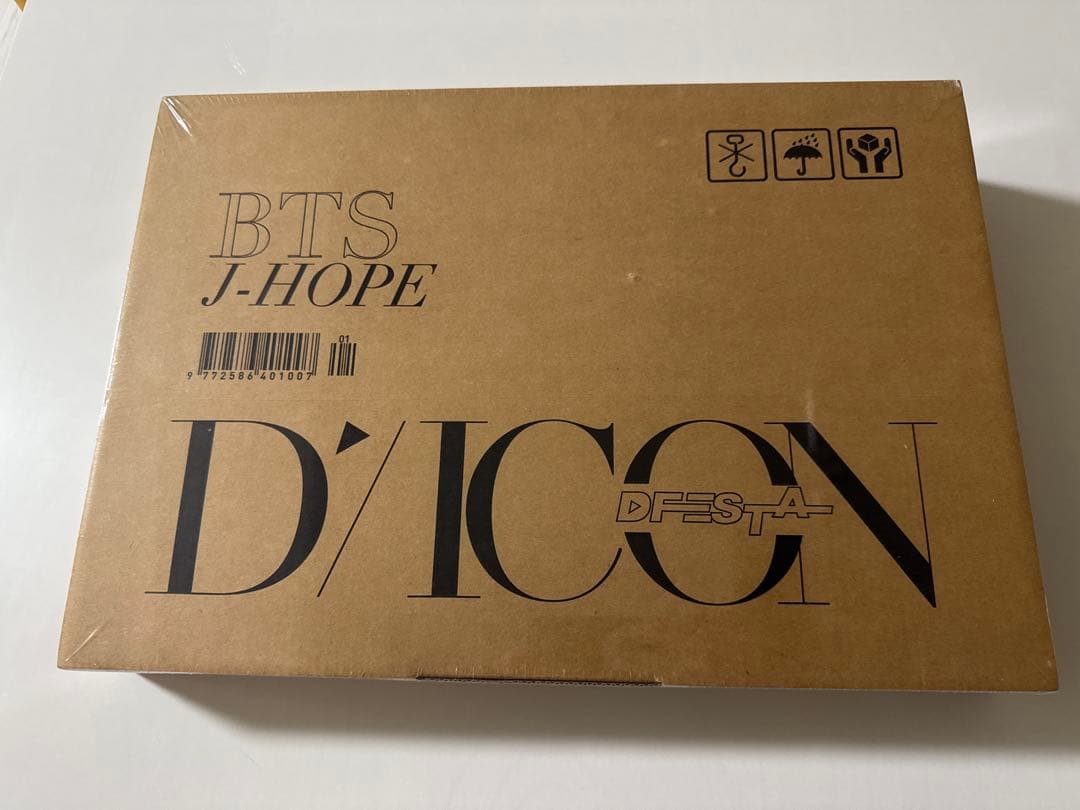 BTS
J-HOPE
01
9 772586 401007
D'/ICON
DFESTA